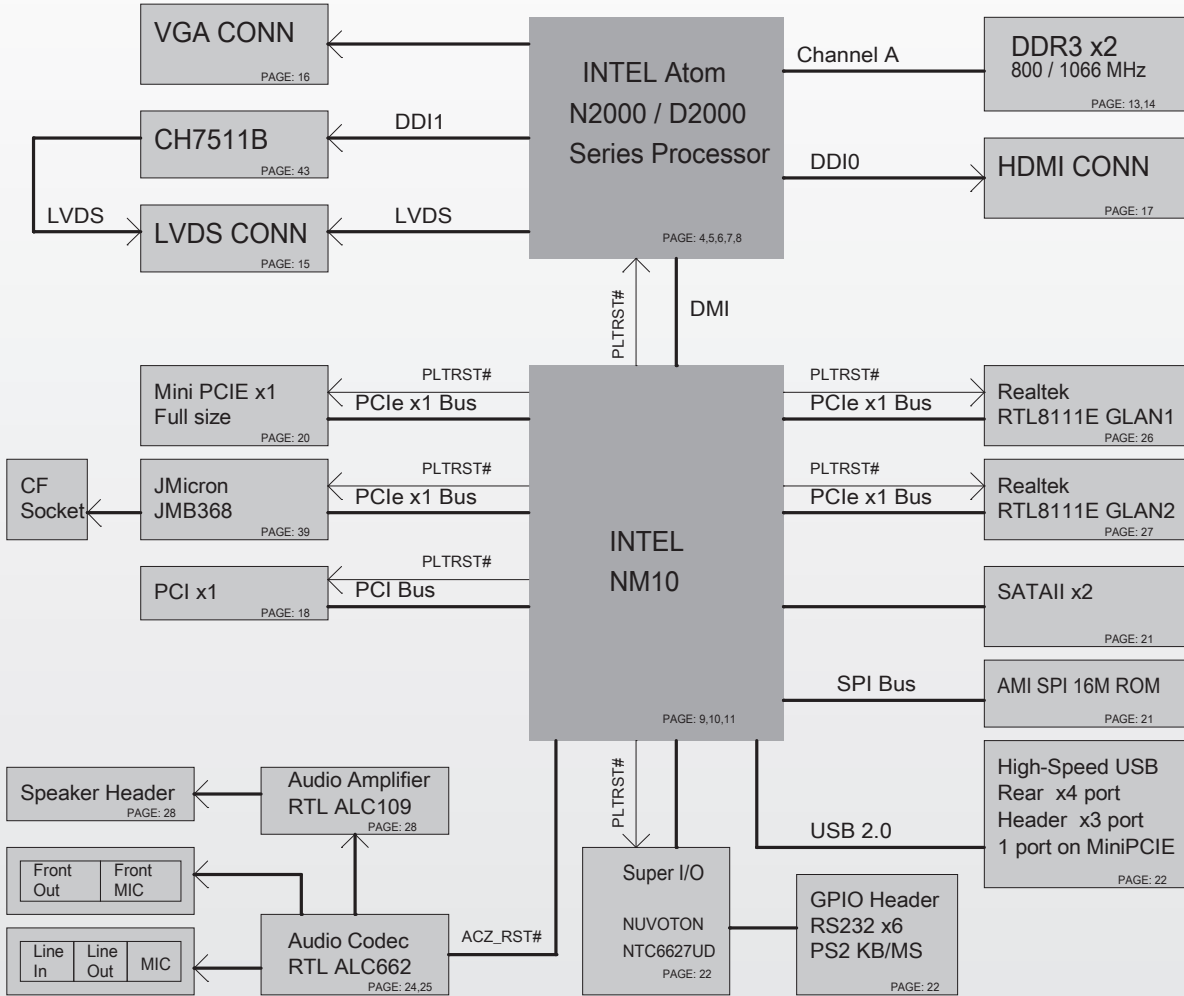 VGA CONN
PAGE: 16
INTEL Atom
N2000 / D2000
Series Processor
PAGE: 4,5,6,7,8
Channel A
DDR3 x2
800 / 1066 MHz
PAGE: 13,14
CH7511B
PAGE: 43
DDI1
DDI0
HDMI CONN
PAGE: 17
LVDS
LVDS CONN
PAGE: 15
LVDS
PLTRST#
DMI
Mini PCIE x1
Full size
PAGE: 20
PLTRST#
PCIe x1 Bus
INTEL
NM10
PAGE: 9,10,11
PLTRST#
PCIe x1 Bus
Realtek
RTL8111E GLAN1
PAGE: 26
CF
Socket
JMicron
JMB368
PAGE: 39
PLTRST#
PCIe x1 Bus
PLTRST#
PCIe x1 Bus
Realtek
RTL8111E GLAN2
PAGE: 27
PCI x1
PAGE: 18
PLTRST#
PCI Bus
SATAII x2
PAGE: 21
SPI Bus
AMI SPI 16M ROM
PAGE: 21
Speaker Header
PAGE: 28
Audio Amplifier
RTL ALC109
PAGE: 28
PLTRST#
USB 2.0
High-Speed USB
Rear x4 port
Header x3 port
1 port on MiniPCIE
PAGE: 22
Front
Out
Front
MIC
Line
In
Line
Out
MIC
Audio Codec
RTL ALC662
PAGE: 24,25
ACZ_RST#
Super I/O
NUVOTON
NTC6627UD
PAGE: 22
GPIO Header
RS232 x6
PS2 KB/MS
PAGE: 22